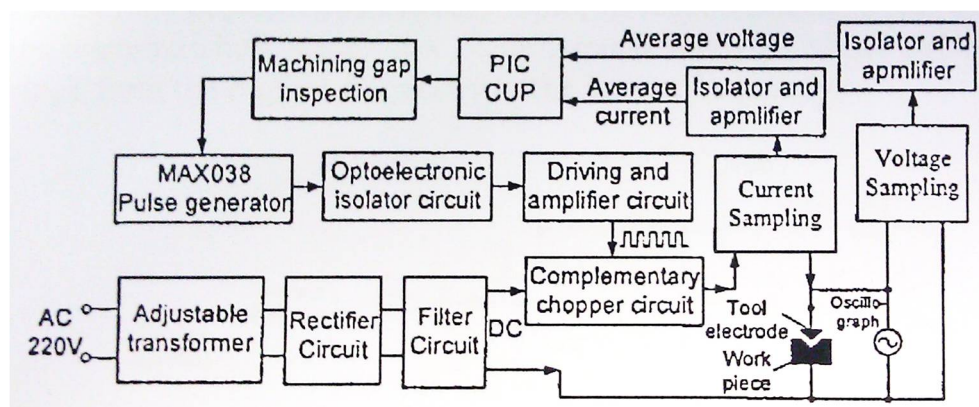 Average voltage
Isolator and
apmlifier
Machining gap
inspection
PIC
CUP
Average
current
Isolator and
apmlifier
MAX038
Pulse generator
Optoelectronic
isolator circuit
Driving and
amplifier circuit
Current
Sampling
Voltage
Sampling
AC
220V
Adjustable
transformer
Rectifier
Circuit
Filter
Circuit
DC
Complementary
chopper circuit
Tool
electrode
Work
piece
Oscillo
graph